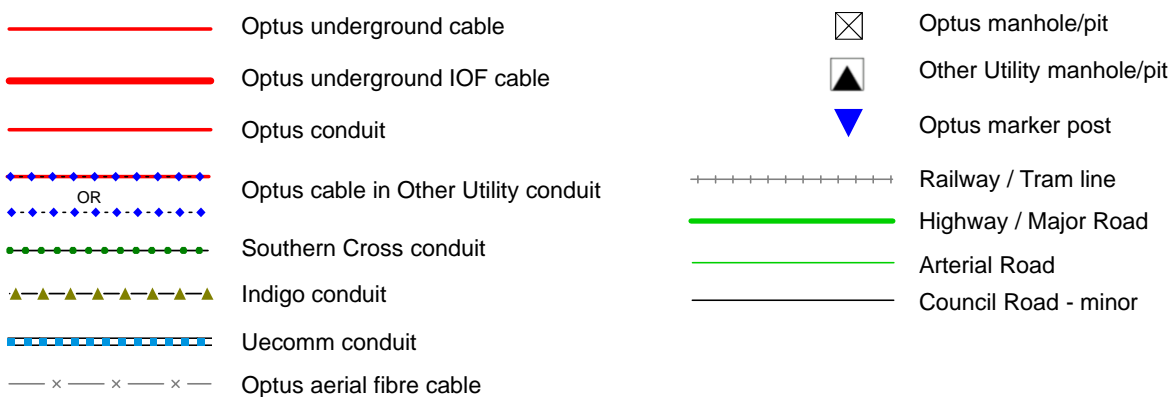 Optus underground cable
Optus underground IOF cable
Optus conduit
OR
Optus cable in Other Utility conduit
Southern Cross conduit
Indigo conduit
Uecomm conduit
Optus aerial fibre cable
Optus manhole/pit
Other Utility manhole/pit
Optus marker post
Railway / Tram line
Highway / Major Road
Arterial Road
Council Road - minor